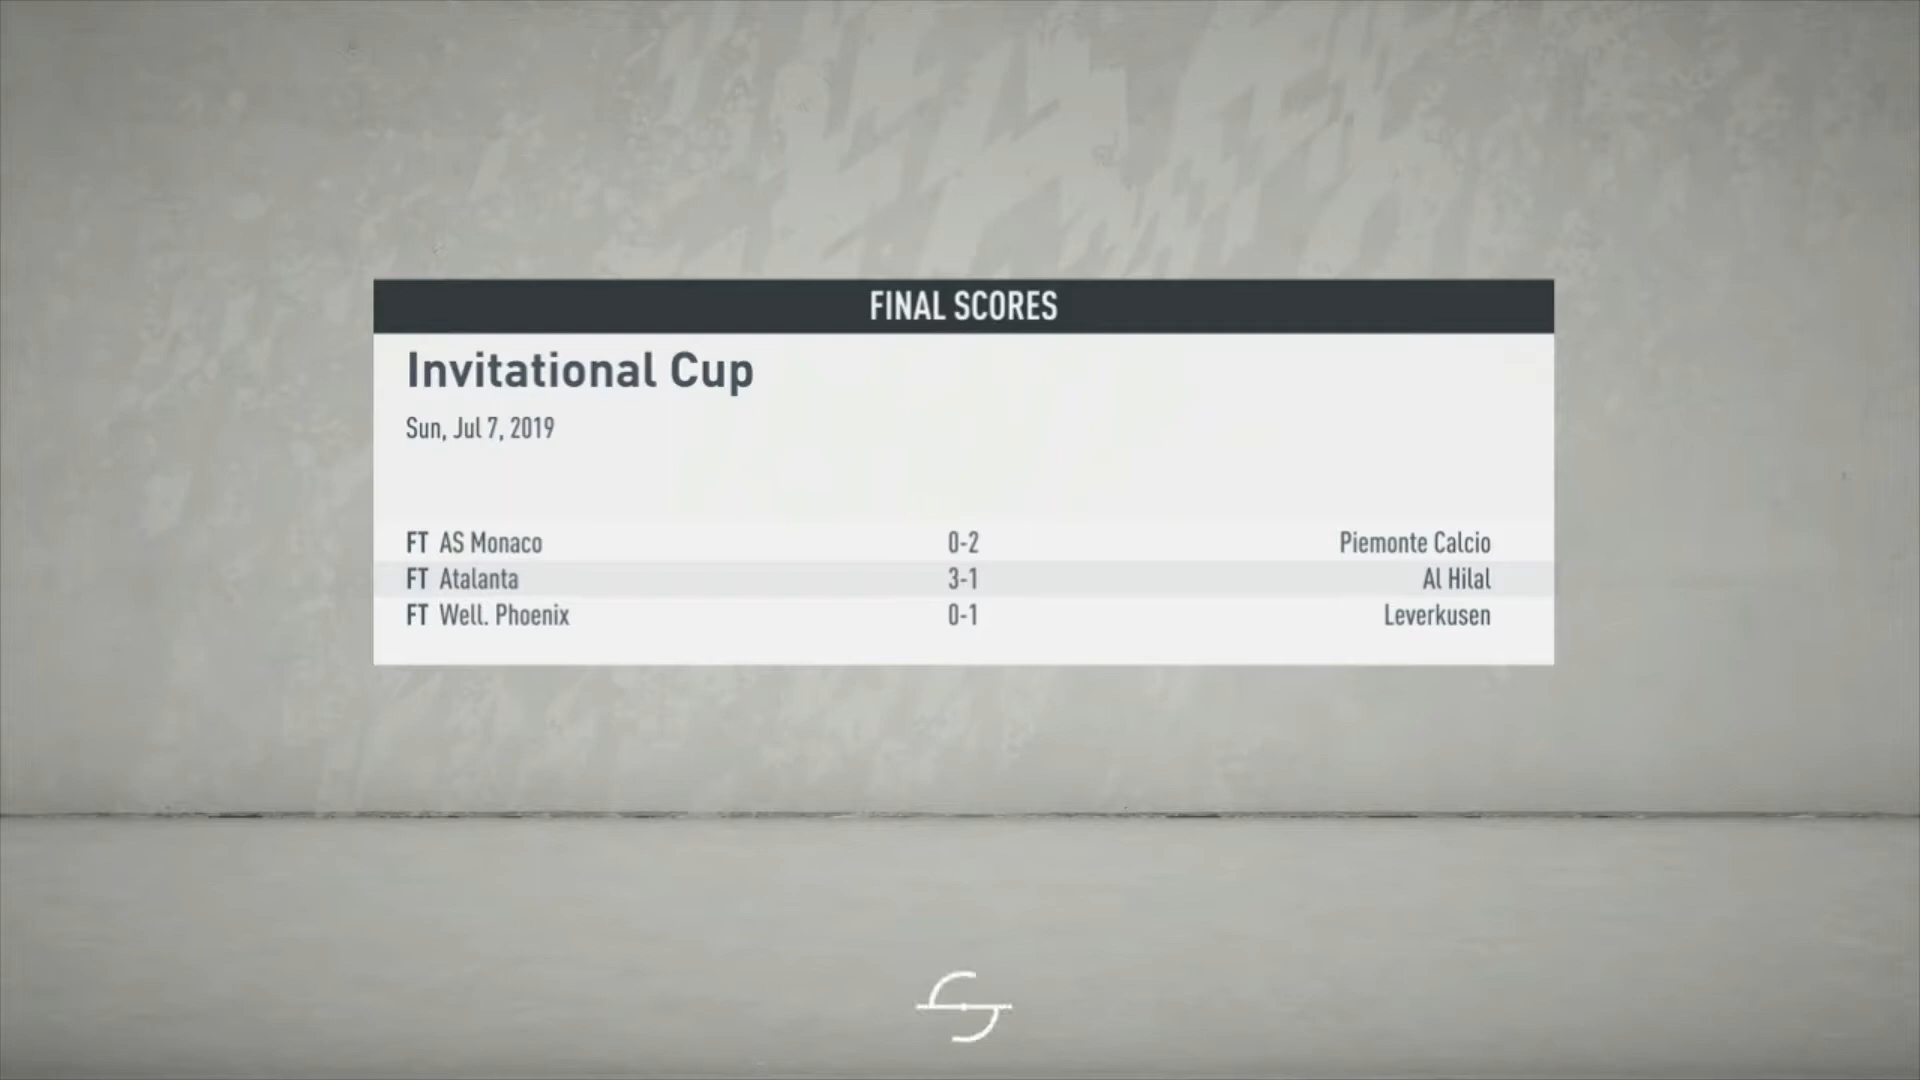 FINAL SCORES
Invitational Cup
Sun, Jul 7, 2019
FT AS Monaco 0-2 Piemonte Calcio
FT Atalanta 3-1 Al Hilal
FT Well. Phoenix 0-1 Leverkusen